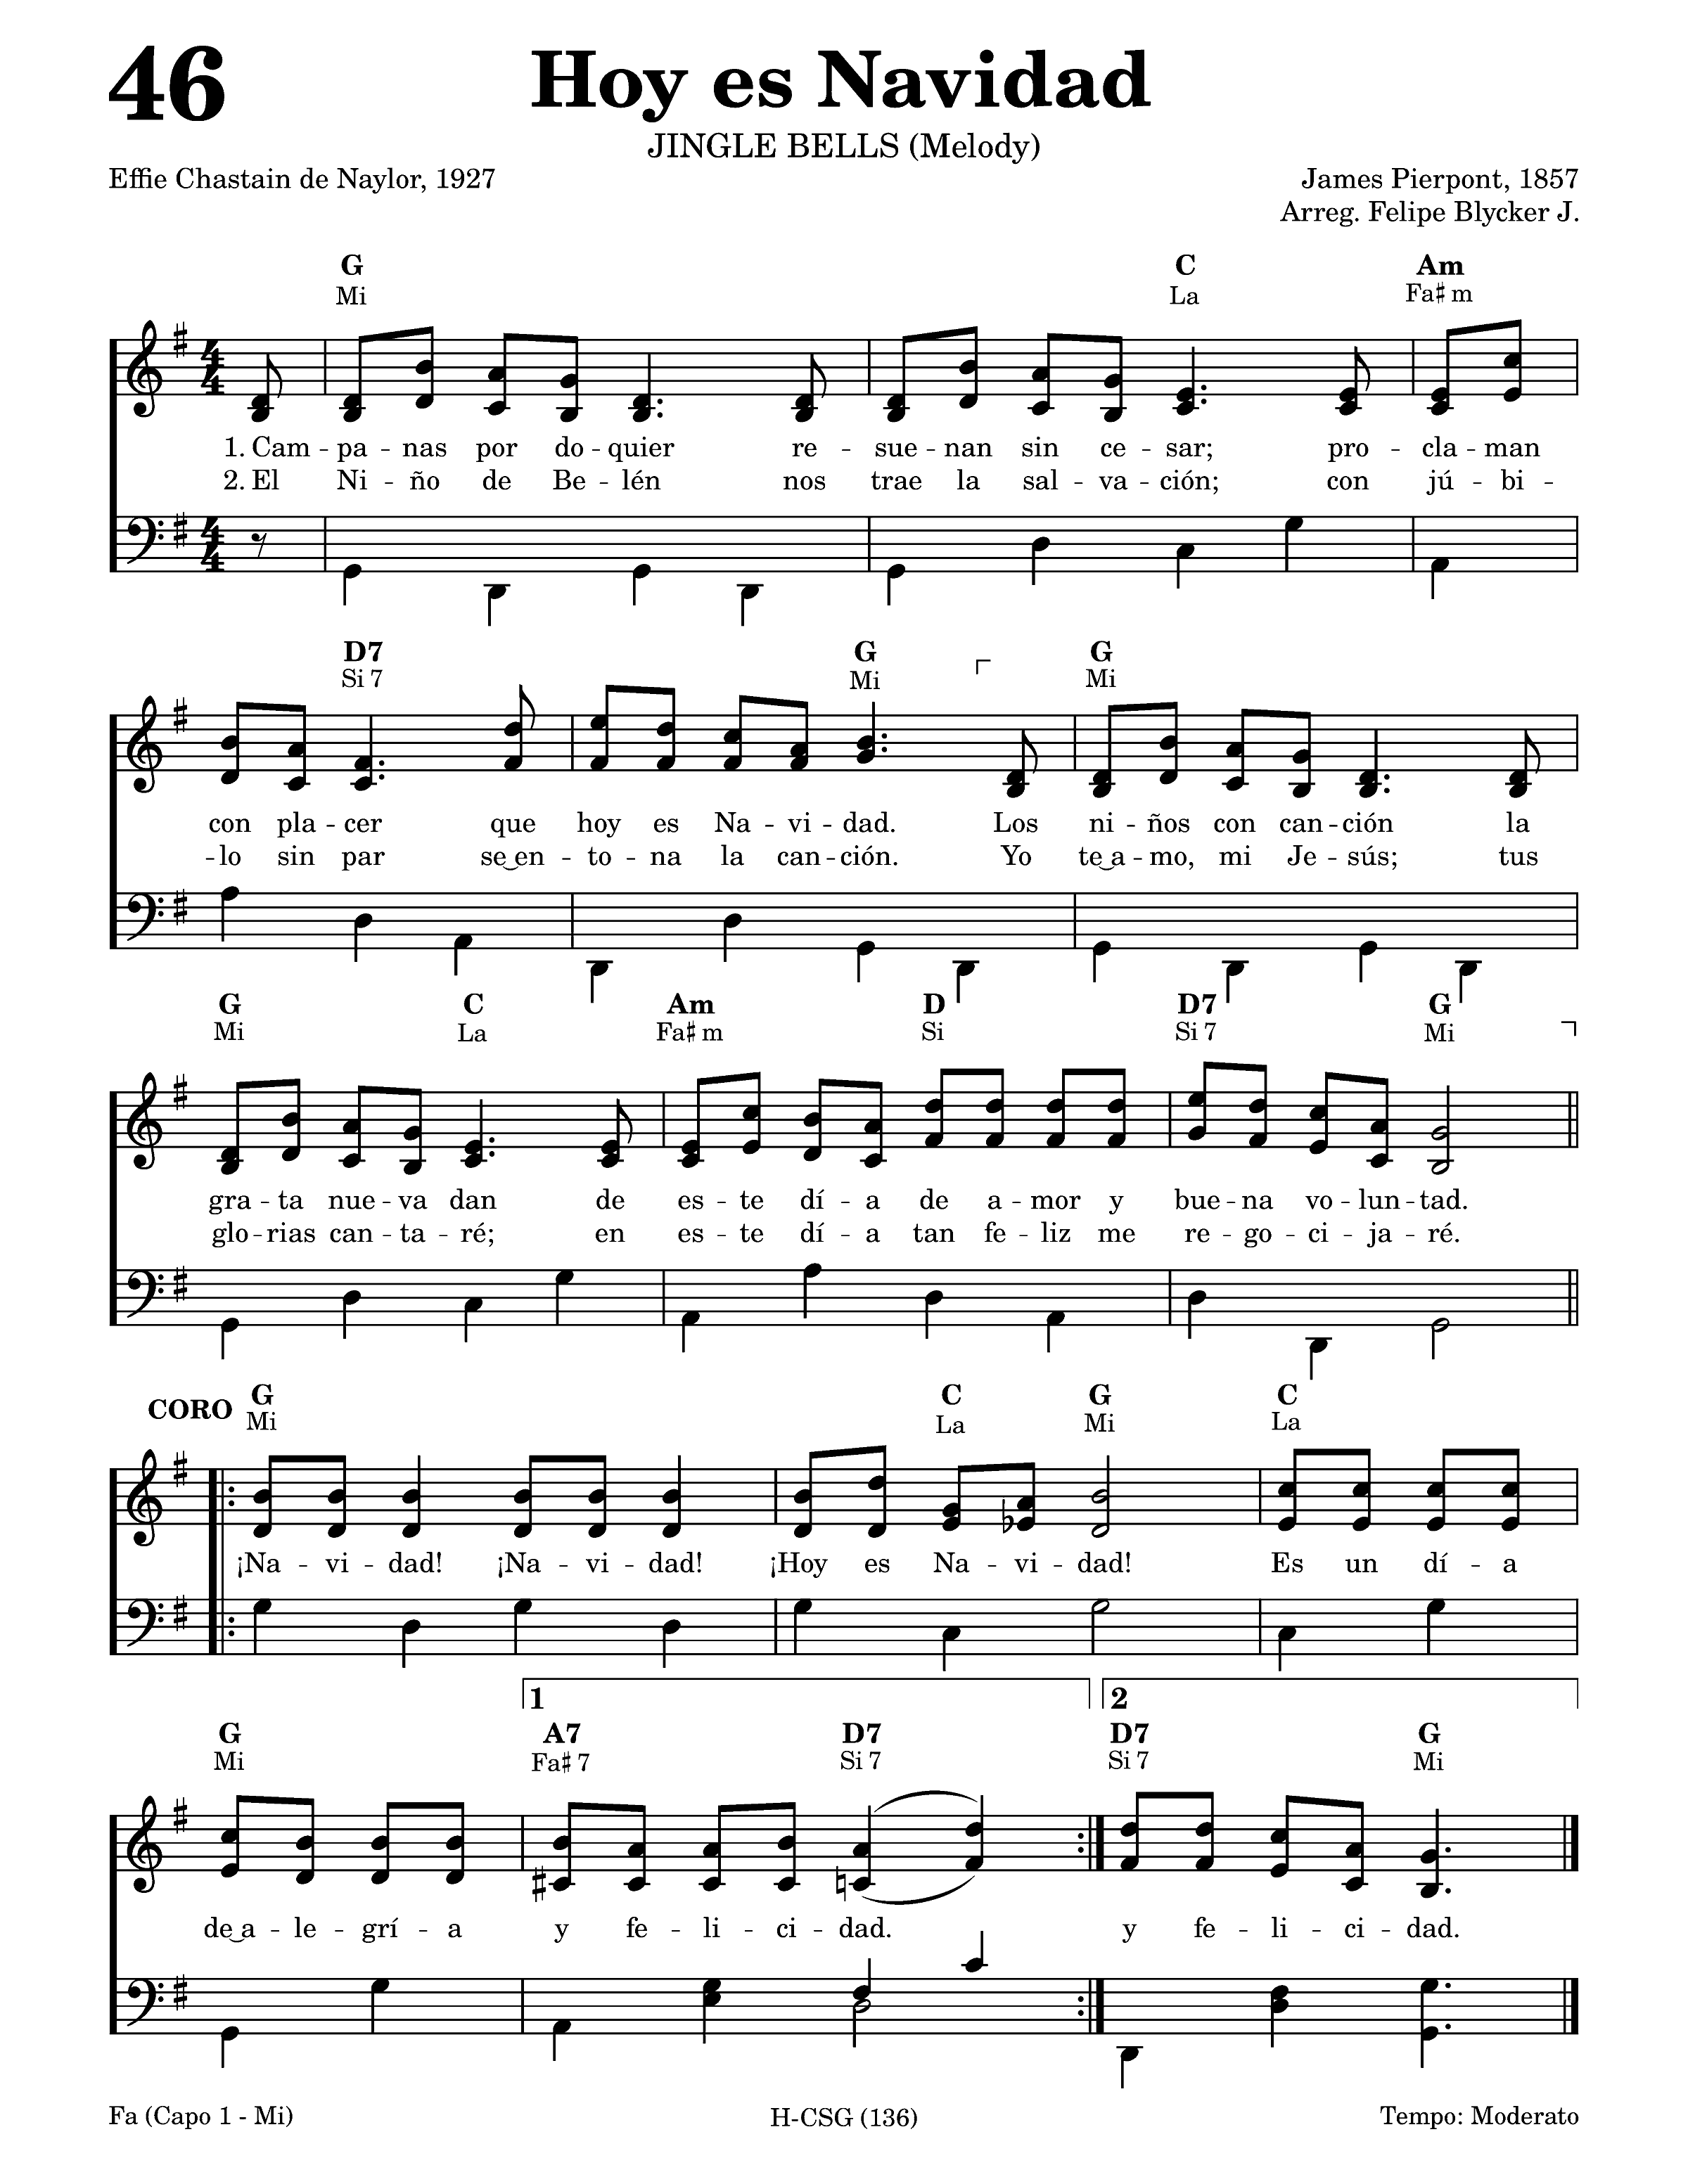 46
Hoy es Navidad
JINGLE BELLS (Melody)
Effie Chastain de Naylor, 1927
James Pierpont, 1857
Arreg. Felipe Blycker J.
G C Am
Mi La Fa♯ m
1. Cam – pa – nas por do – quier re – sue – nan sin ce – sar; pro – cla – man
2. El Ni – ño de Be – lén nos trae la sal – va – ción; con jú – bi –
D7 G G
Si 7 Mi Mi
con pla – cer que hoy es Na – vi – dad. Los ni – ños con can – ción la
– lo sin par se‿en – to – na la can – ción. Yo te‿a – mo, mi Je – sús; tus
G C Am D D7 G
Mi La Fa♯ m Si Si 7 Mi
gra – ta nue – va dan de es – te dí – a de a – mor y bue – na vo – lun – tad.
glo – rias can – ta – ré; en es – te dí – a tan fe – liz me re – go – ci – ja – ré.
CORO
G C G C
Mi La Mi La
¡Na – vi – dad! ¡Na – vi – dad! ¡Hoy es Na – vi – dad! Es un dí – a
1 2
G A7 D7 D7 G
Mi Fa♯ 7 Si 7 Si 7 Mi
de‿a – le – grí – a y fe – li – ci – dad. y fe – li – ci – dad.
Fa (Capo 1 - Mi)
H-CSG (136)
Tempo: Moderato